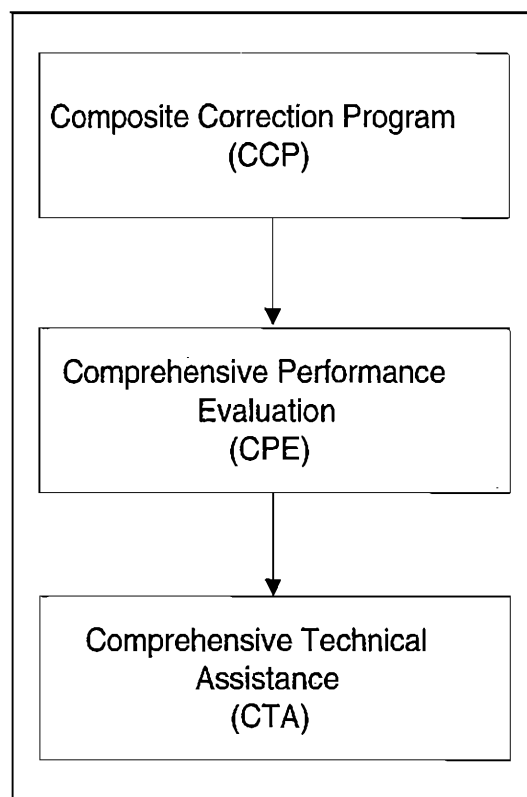 Composite Correction Program
(CCP)
Comprehensive Performance
Evaluation
(CPE)
Comprehensive Technical
Assistance
(CTA)